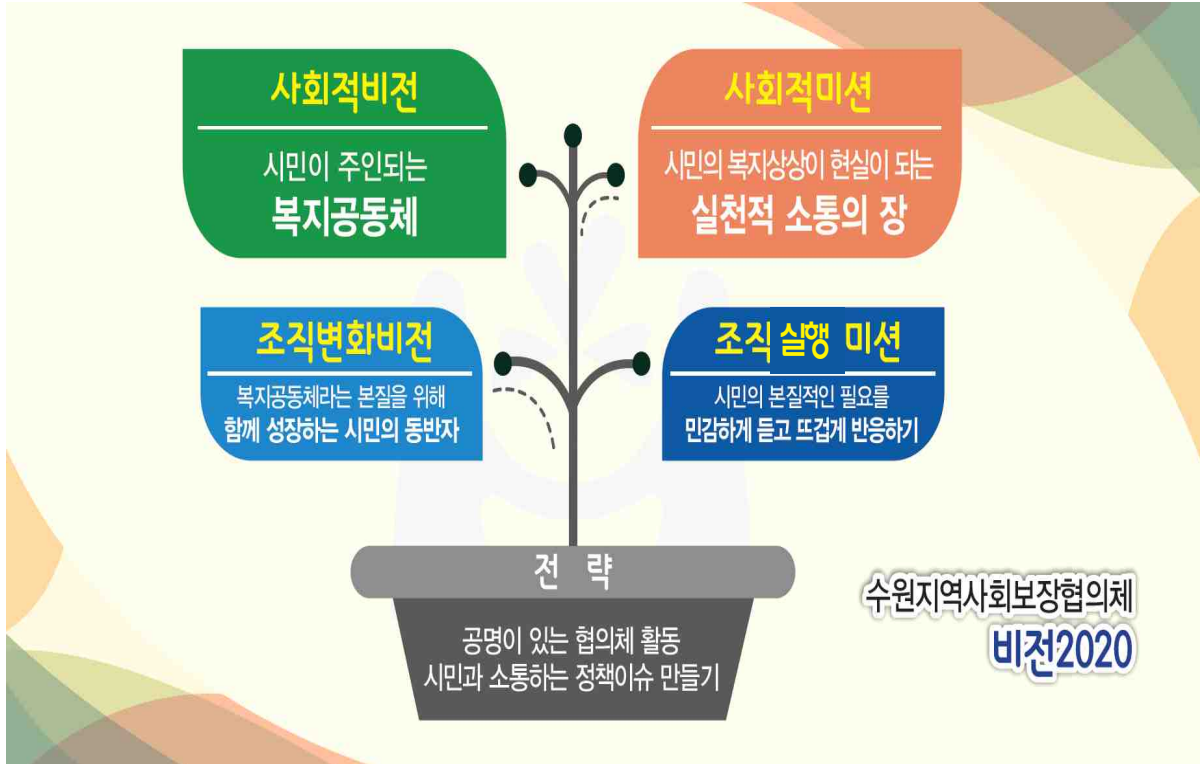 사회적비전
시민이 주인되는
복지공동체
사회적미션
시민의 복지상상이 현실이 되는
실천적 소통의 장
조직변화비전
복지공동체라는 본질을 위해
함께 성장하는 시민의 동반자
조직 실행 미션
시민의 본질적인 필요를
민감하게 듣고 뜨겁게 반응하기
전 략
공명이 있는 협의체 활동
시민과 소통하는 정책이슈 만들기
수원지역사회보장협의체
비전2020